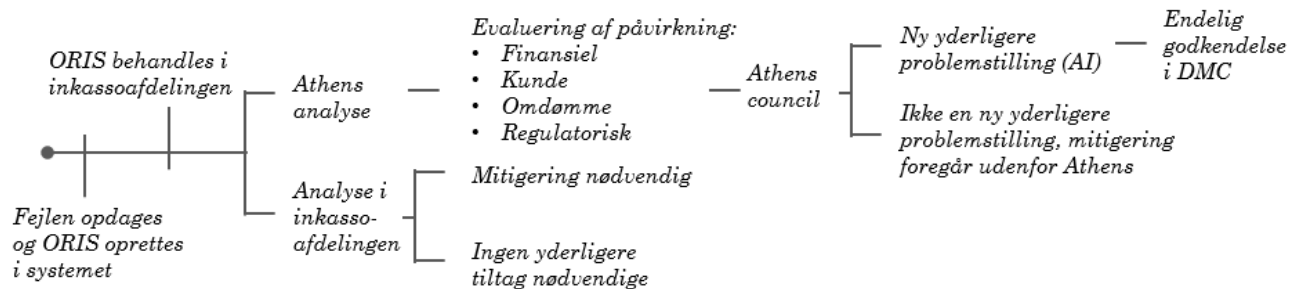 ORIS behandles i
inkassoafdelingen
Fejlen opdages
og ORIS oprettes
i systemet
Athens
analyse
Evaluering af påvirkning:
• Finansiel
• Kunde
• Omdømme
• Regulatorisk
Athens
council
Ny yderligere
problemstilling (AI)
Endelig
godkendelse
i DMC
Ikke en ny yderligere
problemstilling, mitigering
foregår udenfor Athens
Analyse i
inkasso-
afdelingen
Mitigering nødvendig
Ingen yderligere
tiltag nødvendige